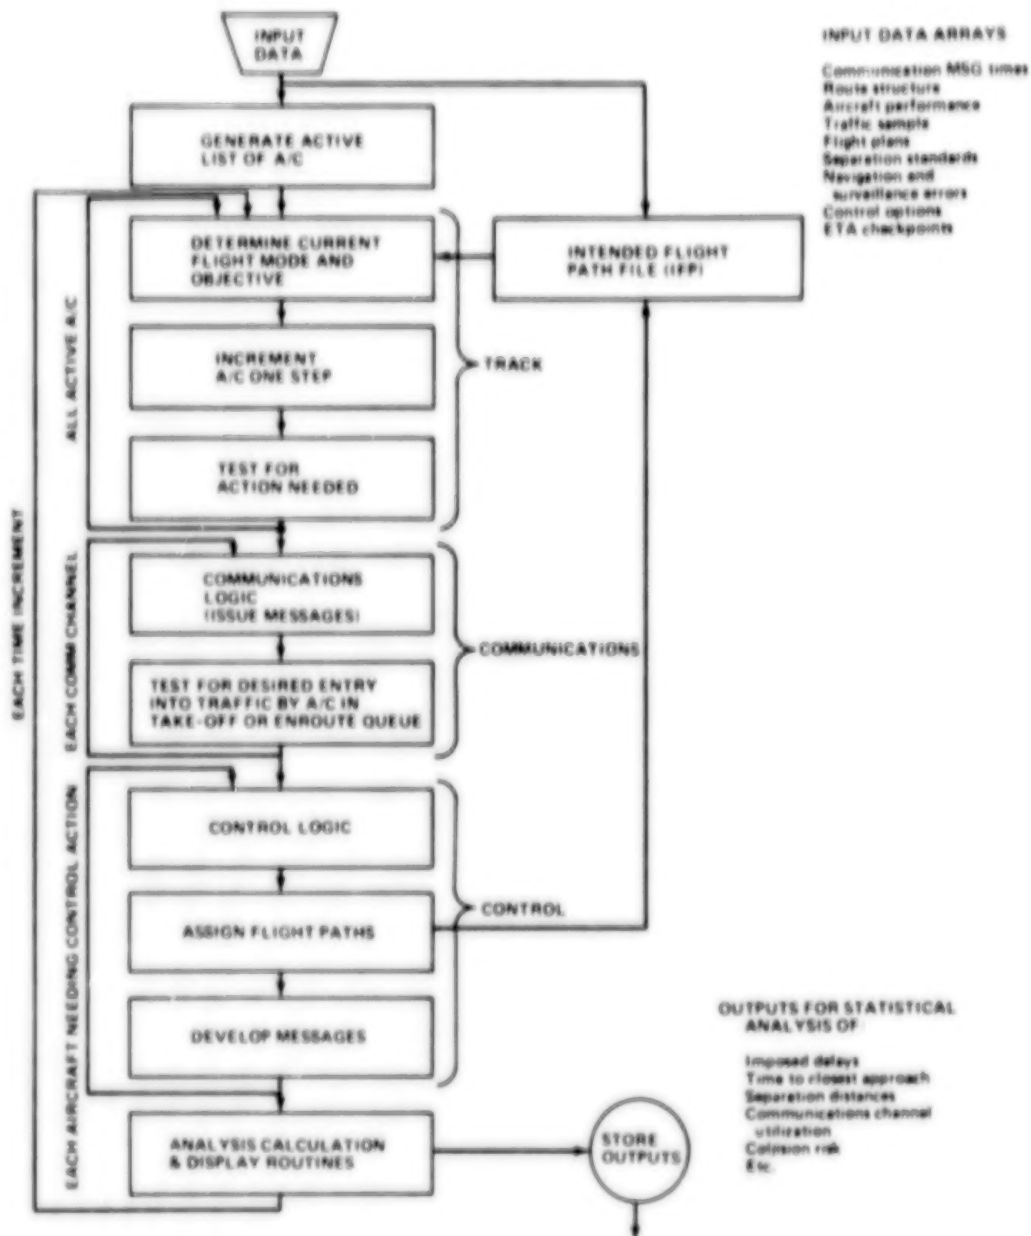 INPUT
DATA
INPUT DATA ARRAYS
Communication MSG times
Route structure
Aircraft performance
Traffic sample
Flight plans
Separation standards
Navigation and
surveillance errors
Control options
ETA checkpoints
GENERATE ACTIVE
LIST OF A/C
DETERMINE CURRENT
FLIGHT MODE AND
OBJECTIVE
INTENDED FLIGHT
PATH FILE (IFP)
INCREMENT
A/C ONE STEP
TRACK
TEST FOR
ACTION NEEDED
ALL ACTIVE A/C
COMMUNICATIONS
LOGIC
(ISSUE MESSAGES)
COMMUNICATIONS
TEST FOR DESIRED ENTRY
INTO TRAFFIC BY A/C IN
TAKE-OFF OR ENROUTE QUEUE
EACH COMM CHANNEL
EACH TIME INCREMENT
CONTROL LOGIC
ASSIGN FLIGHT PATHS
CONTROL
DEVELOP MESSAGES
EACH AIRCRAFT NEEDING CONTROL ACTION
ANALYSIS CALCULATION
& DISPLAY ROUTINES
STORE
OUTPUTS
OUTPUTS FOR STATISTICAL
ANALYSIS OF:
Imposed delays
Time to closest approach
Separation distances
Communications channel
utilization
Collision risk
Etc.